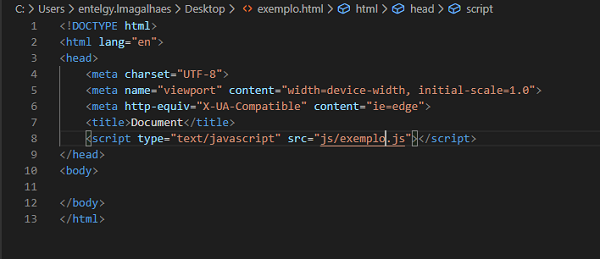 C: > Users > entelgy.lmagalhaes > Desktop > <> exemplo.html > html > head > script
1 <!DOCTYPE html>
2 <html lang="en">
3 <head>
4 <meta charset="UTF-8">
5 <meta name="viewport" content="width=device-width, initial-scale=1.0">
6 <meta http-equiv="X-UA-Compatible" content="ie=edge">
7 <title>Document</title>
8 <script type="text/javascript" src="js/exemplo.js"></script>
9 </head>
10 <body>
11
12 </body>
13 </html>